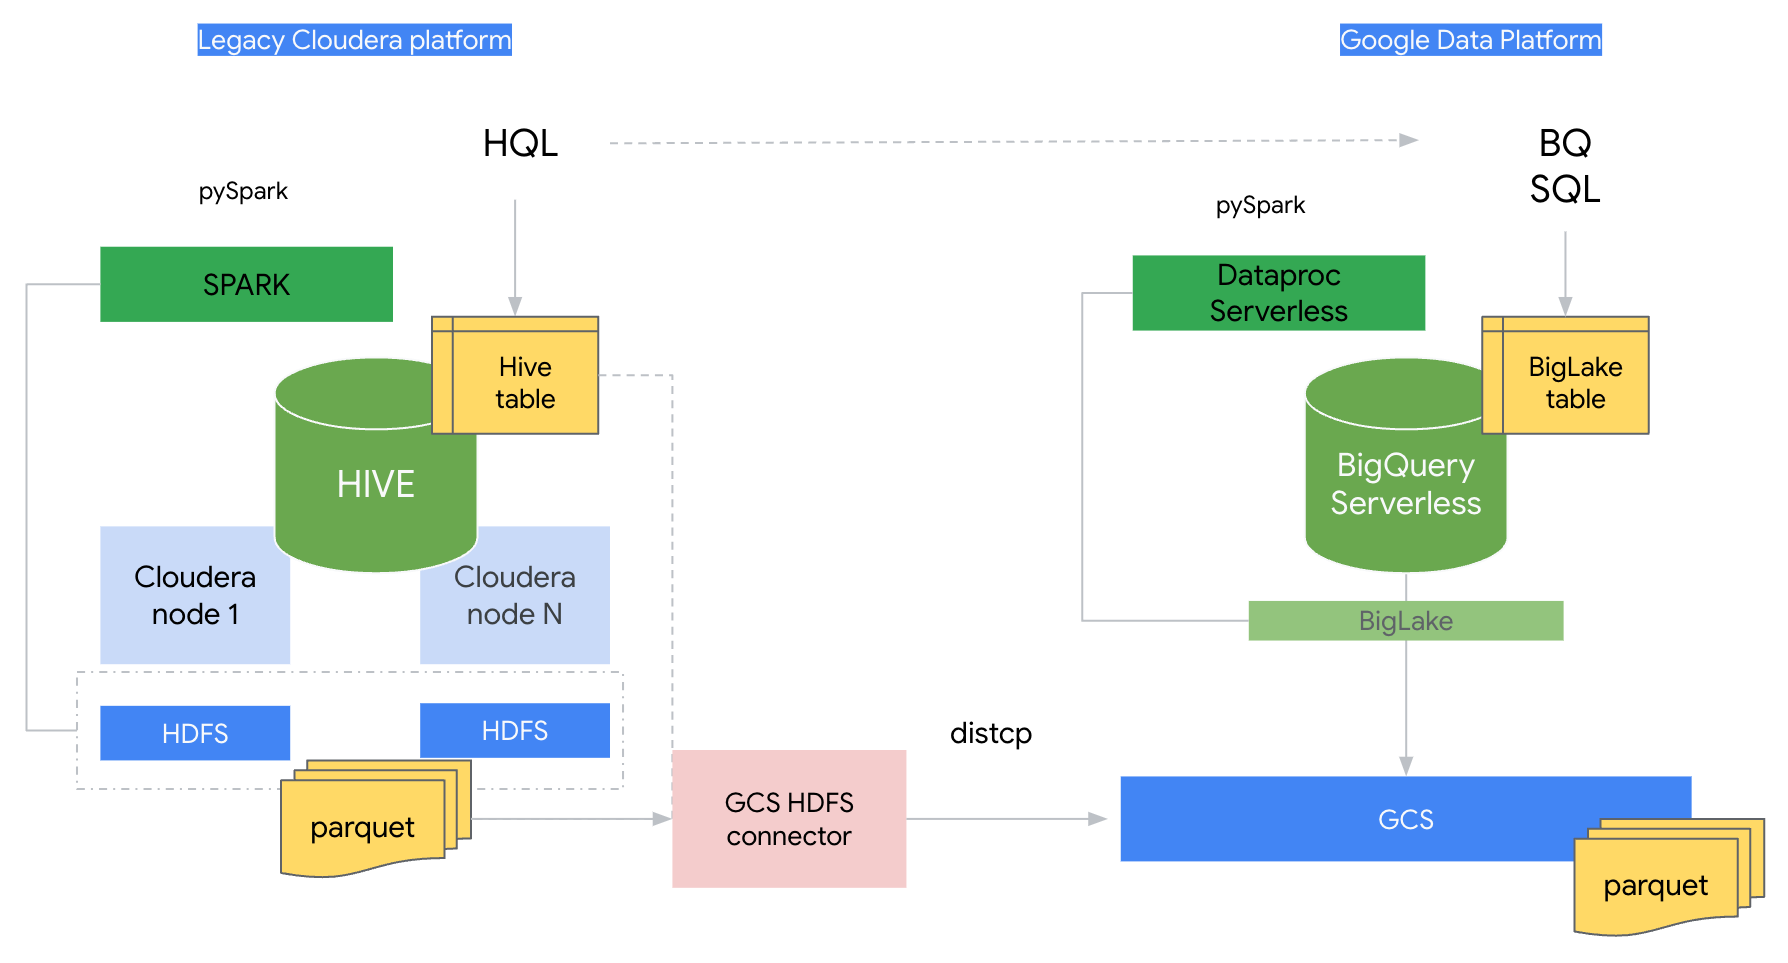 Legacy Cloudera platform
Google Data Platform
HQL
BQ
SQL
pySpark
pySpark
SPARK
Dataproc
Serverless
Hive
table
BigLake
table
HIVE
BigQuery
Serverless
Cloudera
node 1
Cloudera
node N
BigLake
HDFS
HDFS
distcp
GCS HDFS
connector
GCS
parquet
parquet